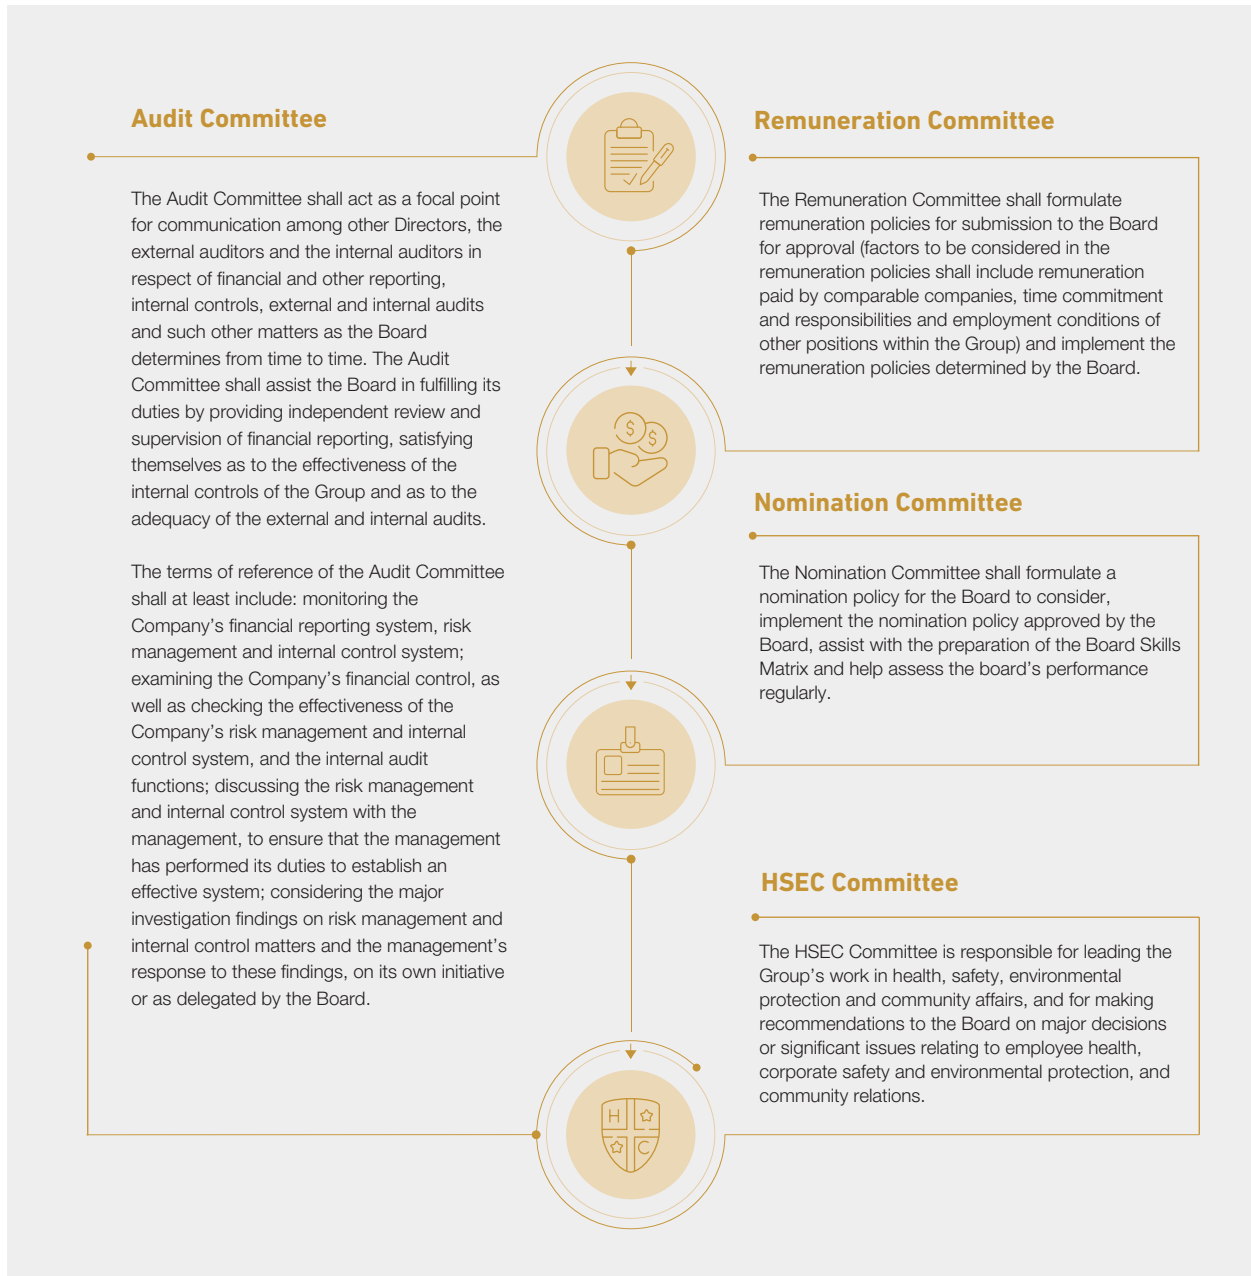 Audit Committee
The Audit Committee shall act as a focal point
for communication among other Directors, the
external auditors and the internal auditors in
respect of financial and other reporting,
internal controls, external and internal audits
and such other matters as the Board
determines from time to time. The Audit
Committee shall assist the Board in fulfilling its
duties by providing independent review and
supervision of financial reporting, satisfying
themselves as to the effectiveness of the
internal controls of the Group and as to the
adequacy of the external and internal audits.
The terms of reference of the Audit Committee
shall at least include: monitoring the
Company’s financial reporting system, risk
management and internal control system;
examining the Company’s financial control, as
well as checking the effectiveness of the
Company’s risk management and internal
control system, and the internal audit
functions; discussing the risk management
and internal control system with the
management, to ensure that the management
has performed its duties to establish an
effective system; considering the major
investigation findings on risk management and
internal control matters and the management’s
response to these findings, on its own initiative
or as delegated by the Board.
Remuneration Committee
The Remuneration Committee shall formulate
remuneration policies for submission to the Board
for approval (factors to be considered in the
remuneration policies shall include remuneration
paid by comparable companies, time commitment
and responsibilities and employment conditions of
other positions within the Group) and implement the
remuneration policies determined by the Board.
$
$
Nomination Committee
The Nomination Committee shall formulate a
nomination policy for the Board to consider,
implement the nomination policy approved by the
Board, assist with the preparation of the Board Skills
Matrix and help assess the board’s performance
regularly.
HSEC Committee
The HSEC Committee is responsible for leading the
Group’s work in health, safety, environmental
protection and community affairs, and for making
recommendations to the Board on major decisions
or significant issues relating to employee health,
corporate safety and environmental protection, and
community relations.
H
C